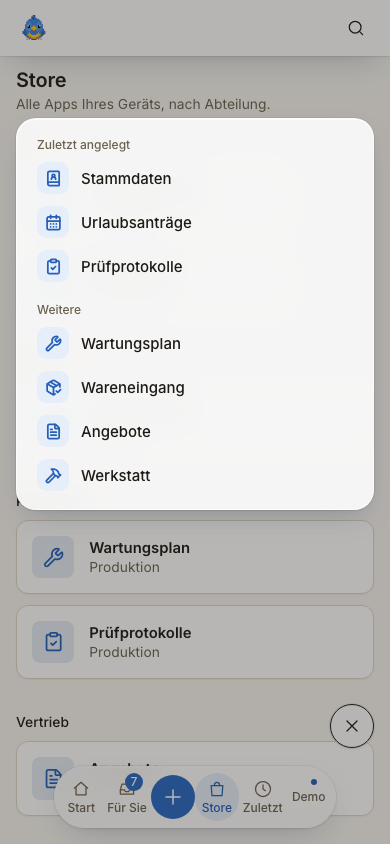 Store
Alle Apps Ihres Geräts, nach Abteilung.
Zuletzt angelegt
Stammdaten
Urlaubsanträge
Prüfprotokolle
Weitere
Wartungsplan
Wareneingang
Angebote
Werkstatt
Wartungsplan
Produktion
Prüfprotokolle
Produktion
Vertrieb
7
Start
Für Sie
Store
Zuletzt
Demo